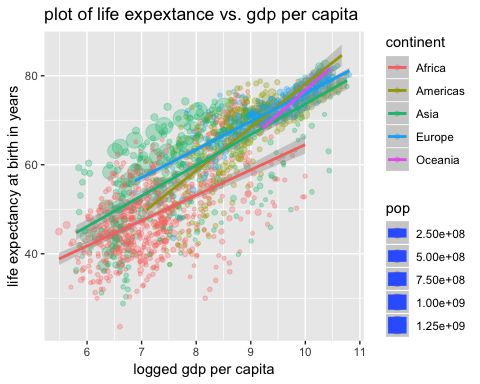 plot of life expextance vs. gdp per capita
life expectancy at birth in years
80
60
40
6
7
8
9
10
11
logged gdp per capita
continent
Africa
Americas
Asia
Europe
Oceania
pop
2.50e+08
5.00e+08
7.50e+08
1.00e+09
1.25e+09